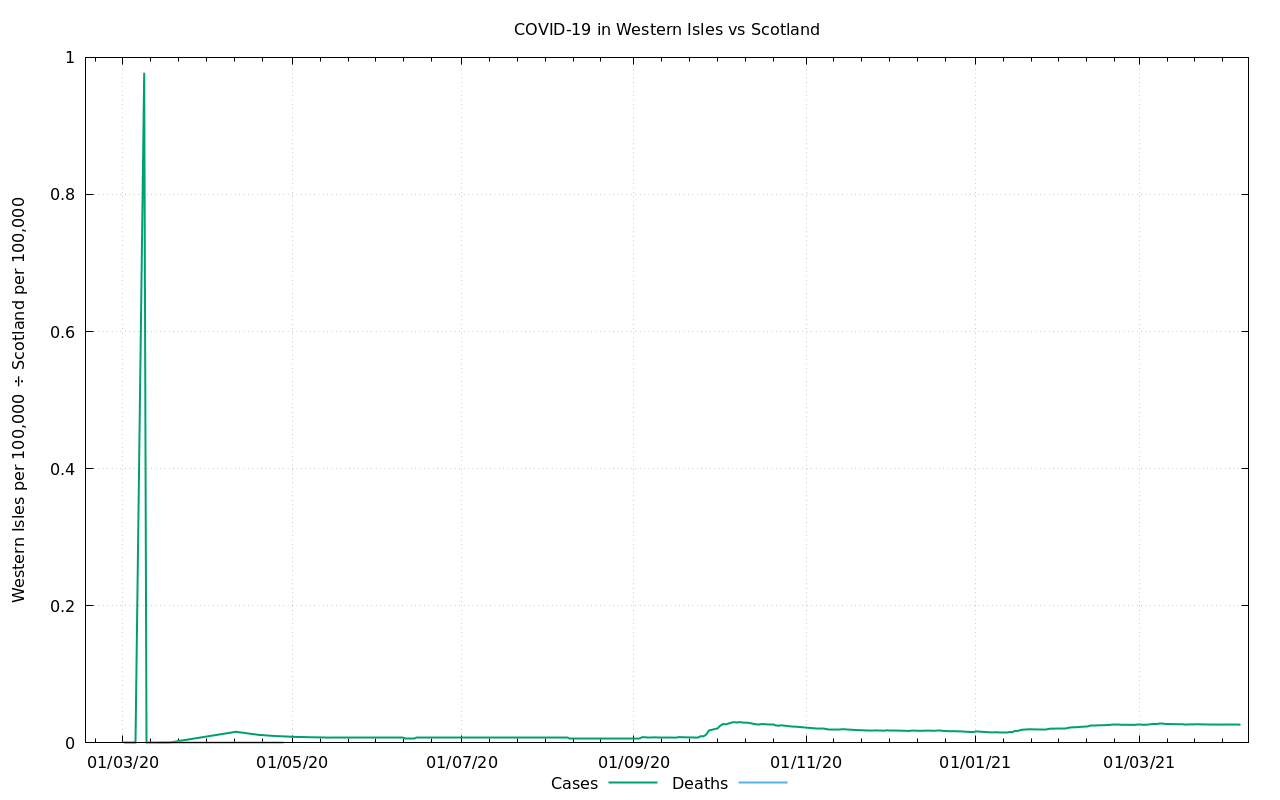 COVID-19 in Western Isles vs Scotland
Western Isles per 100,000 ÷ Scotland per 100,000
1
0.8
0.6
0.4
0.2
0
01/03/20 01/05/20 01/07/20 01/09/20 01/11/20 01/01/21 01/03/21
Cases Deaths